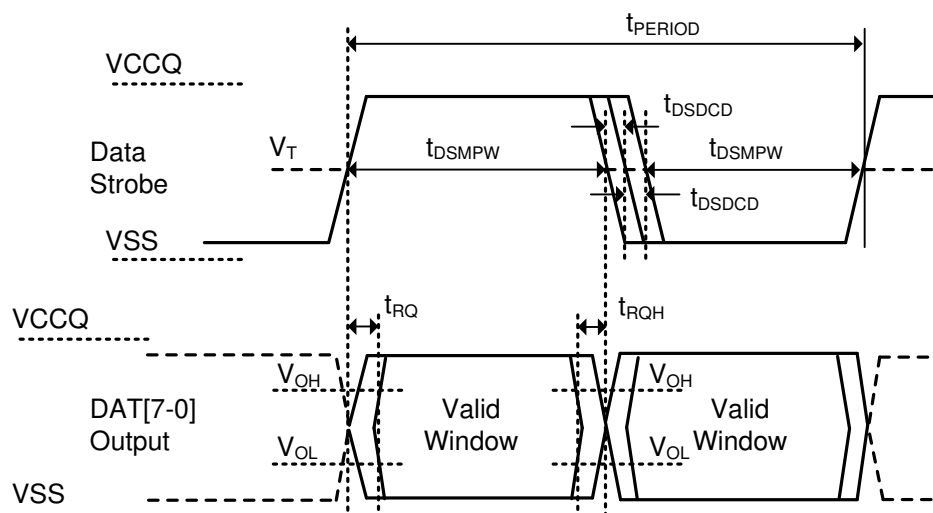 tPERIOD
VCCQ
tDSDCD
VT
tDSMPW
tDSMPW
Data
Strobe
tDSDCD
VSS
tRQ
tRQH
VCCQ
VOH
VOH
DAT[7-0]
Output
Valid
Window
Valid
Window
VOL
VOL
VSS